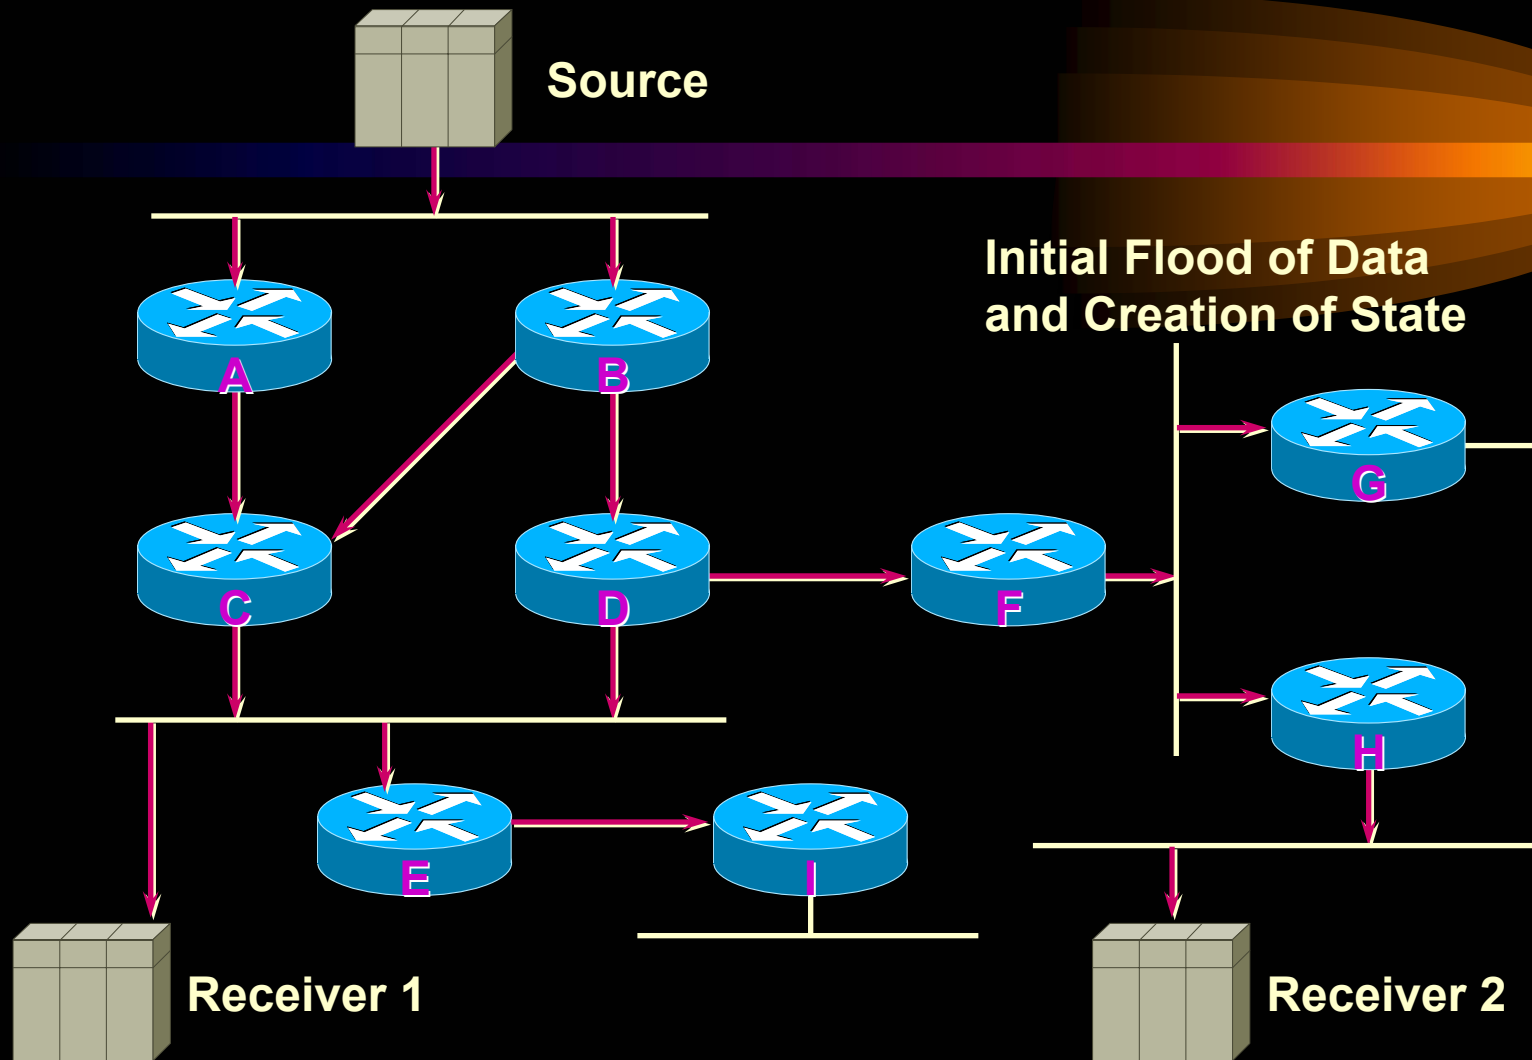 Source
Initial Flood of Data
and Creation of State
A
B
G
C
D
F
H
E
I
Receiver 1
Receiver 2